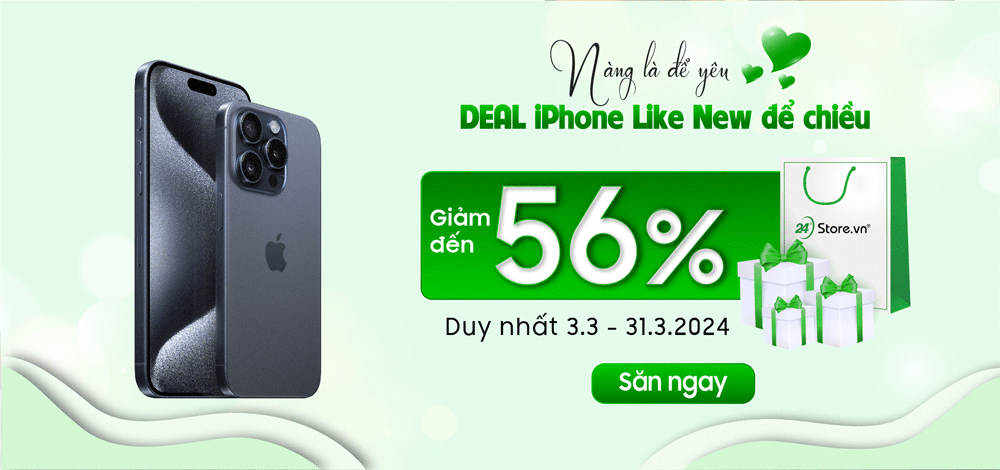 Nàng là để yêu
DEAL iPhone Like New để chiều
Giảm
đến
56%
24h Store.vn®
Duy nhất 3.3 - 31.3.2024
Săn ngay